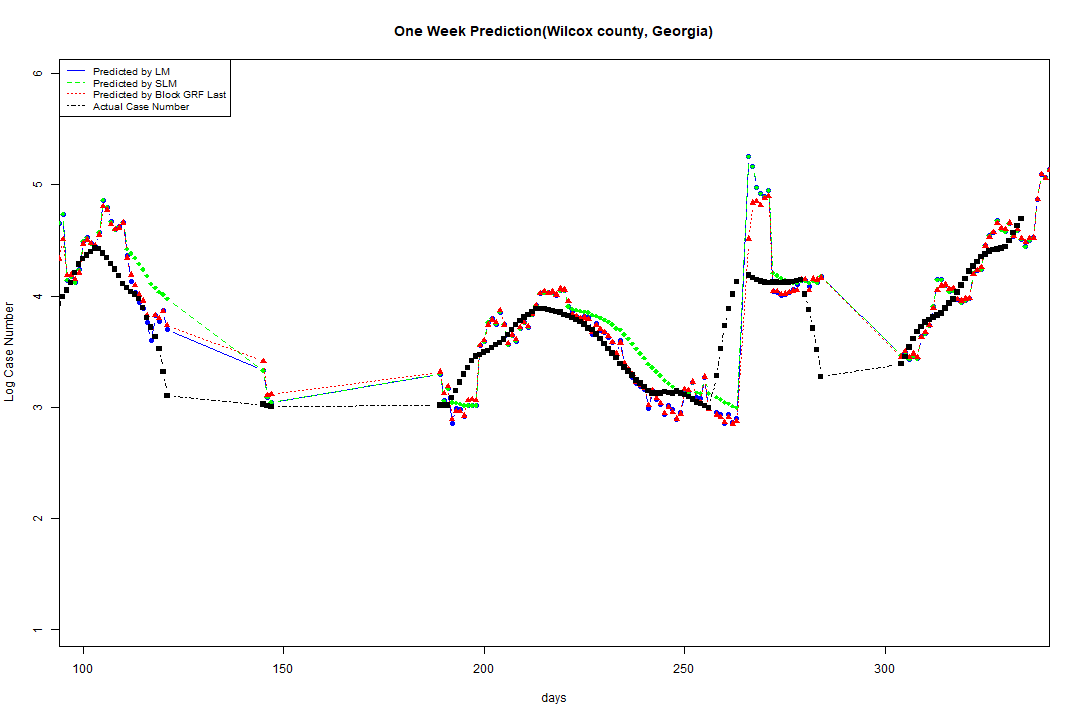 One Week Prediction(Wilcox county, Georgia)
Predicted by LM
Predicted by SLM
Predicted by Block GRF Last
Actual Case Number
Log Case Number
6
5
4
3
2
1
100 150 200 250 300
days